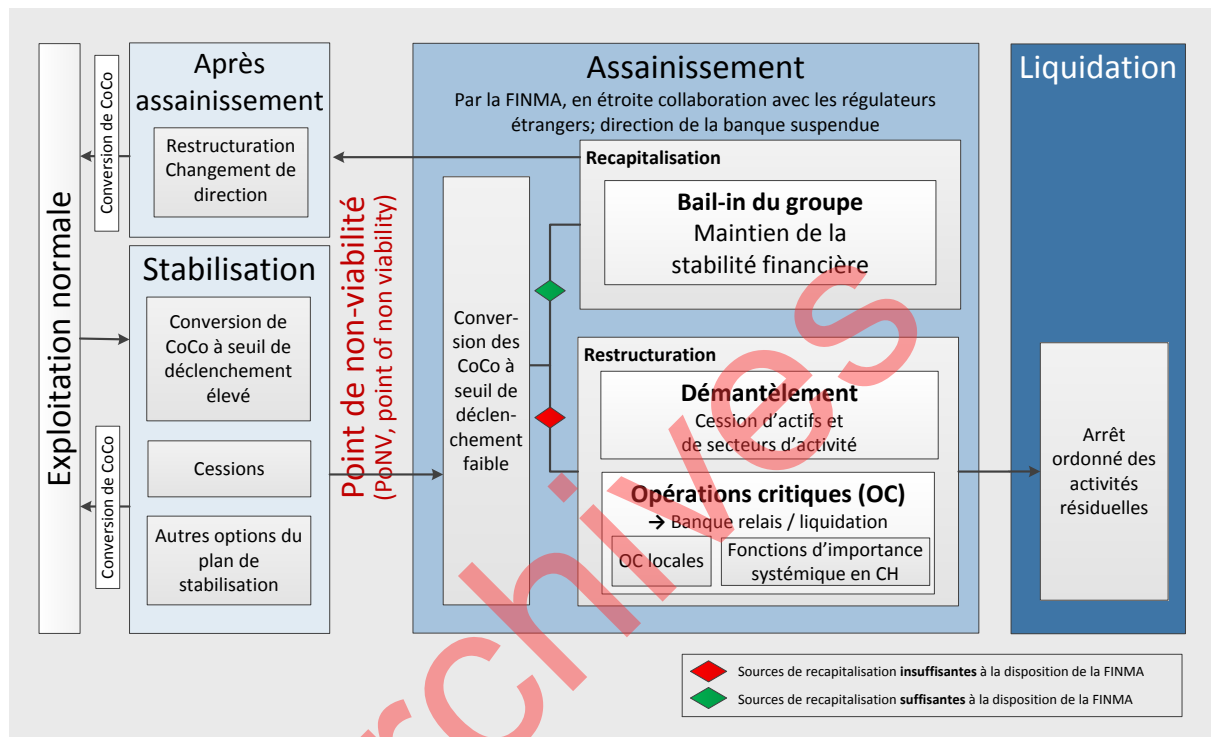 Exploitation normale
Conversion de CoCo
Après
assainissement
Restructuration
Changement de
direction
Stabilisation
Conversion de
CoCo à seuil de
déclenchement
élevé
Cessions
Autres options du
plan de
stabilisation
Conversion de CoCo
Point de non-viabilité
(PoNV, point of non viability)
Assainissement
Par la FINMA, en étroite collaboration avec les régulateurs
étrangers; direction de la banque suspendue
Conver-
sion des
CoCo à
seuil de
déclen-
chement
faible
Recapitalisation
Bail-in du groupe
Maintien de la
stabilité financière
Restructuration
Démantèlement
Cession d'actifs et
de secteurs d'activité
Opérations critiques (OC)
→ Banque relais / liquidation
OC locales
Fonctions d'importance
systémique en CH
Liquidation
Arrêt
ordonné des
activités
résiduelles
Sources de recapitalisation insuffisantes à la disposition de la FINMA
Sources de recapitalisation suffisantes à la disposition de la FINMA
rchives